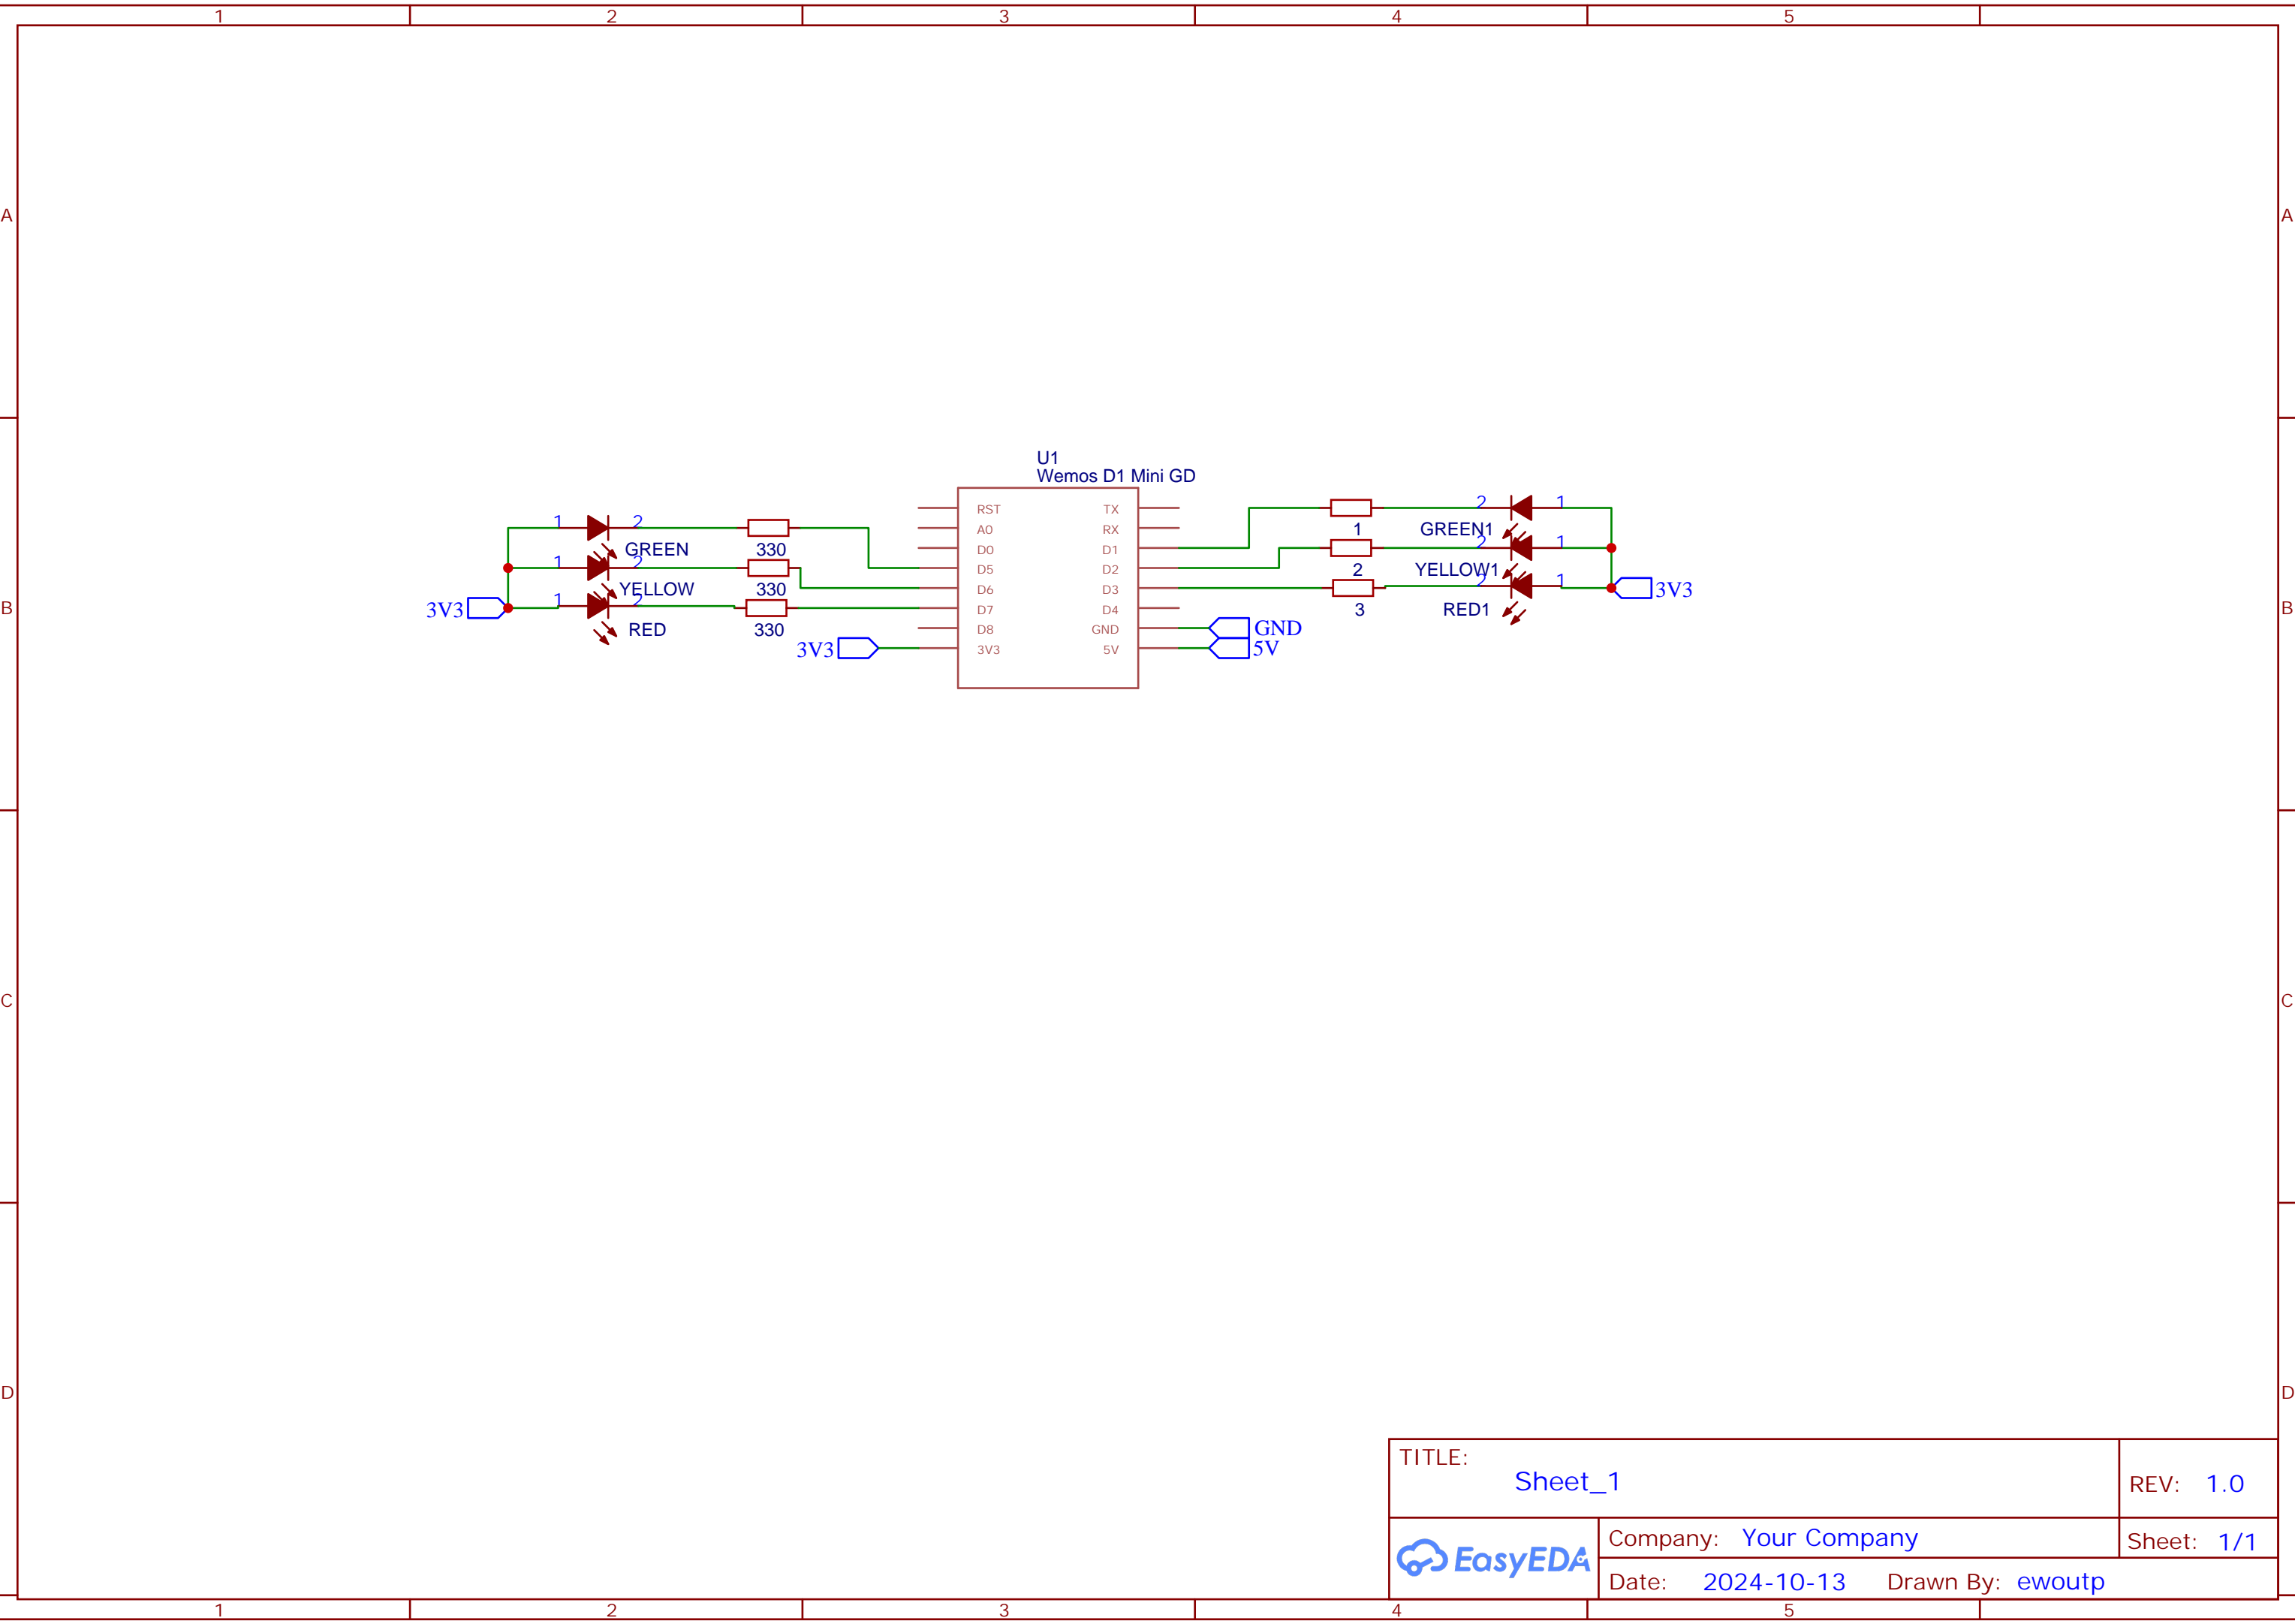 1 2 3 4 5
A A
U1
Wemos D1 Mini GD
RST TX
A0 RX
D0 D1
D5 D2
D6 D3
D7 D4
D8 GND
3V3 5V
1 2
GREEN 330
1 2
YELLOW 330
1 2
RED 330
3V3
3V3
2 1
1 GREEN1
2 1
2 YELLOW1
2 1
3 RED1
3V3
GND
5V
B B
C C
D D
TITLE:
Sheet_1
REV: 1.0
EasyEDA
Company: Your Company
Sheet: 1/1
Date: 2024-10-13 Drawn By: ewoutp
1 2 3 4 5